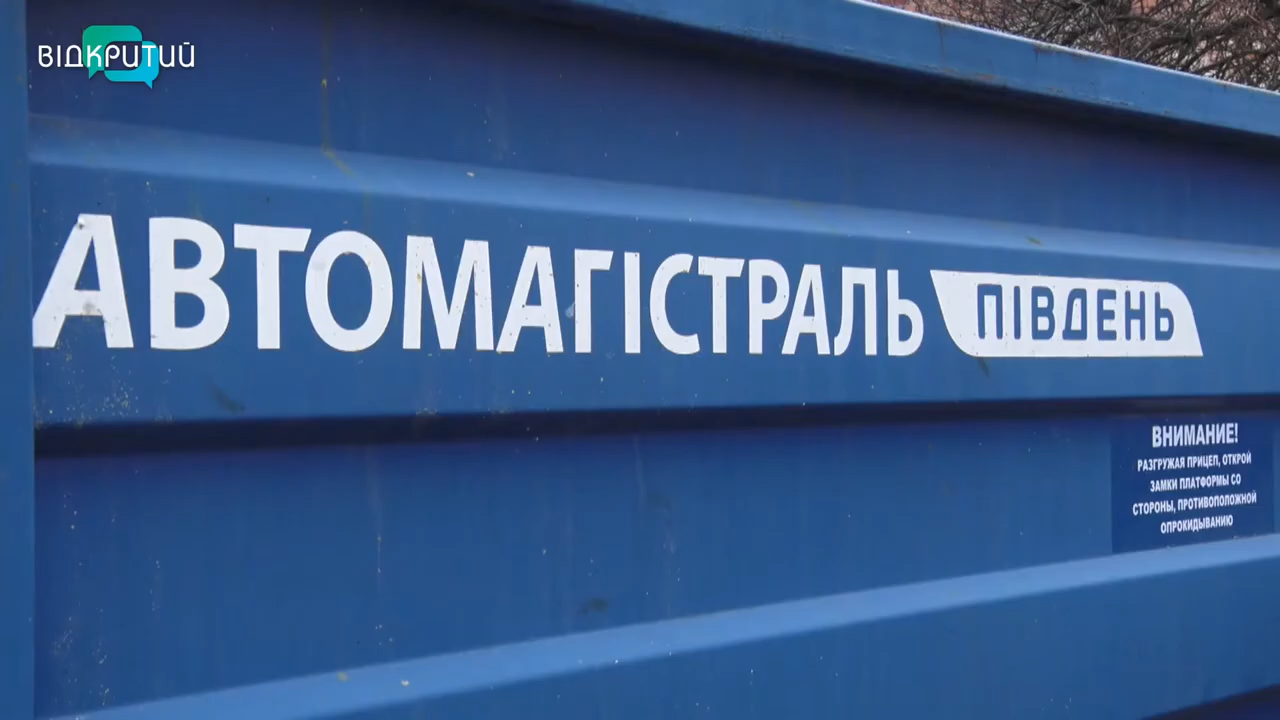 ВІДКРИТИЙ
АВТОМАГІСТРАЛЬ ПІВДЕНЬ
ВНИМАНИЕ!
РАЗГРУЖАЯ ПРИЦЕП, ОТКРОЙ
ЗАМКИ ПЛАТФОРМЫ СО
СТОРОНЫ, ПРОТИВОПОЛОЖНОЙ
ОПРОКИДЫВАНИЮ